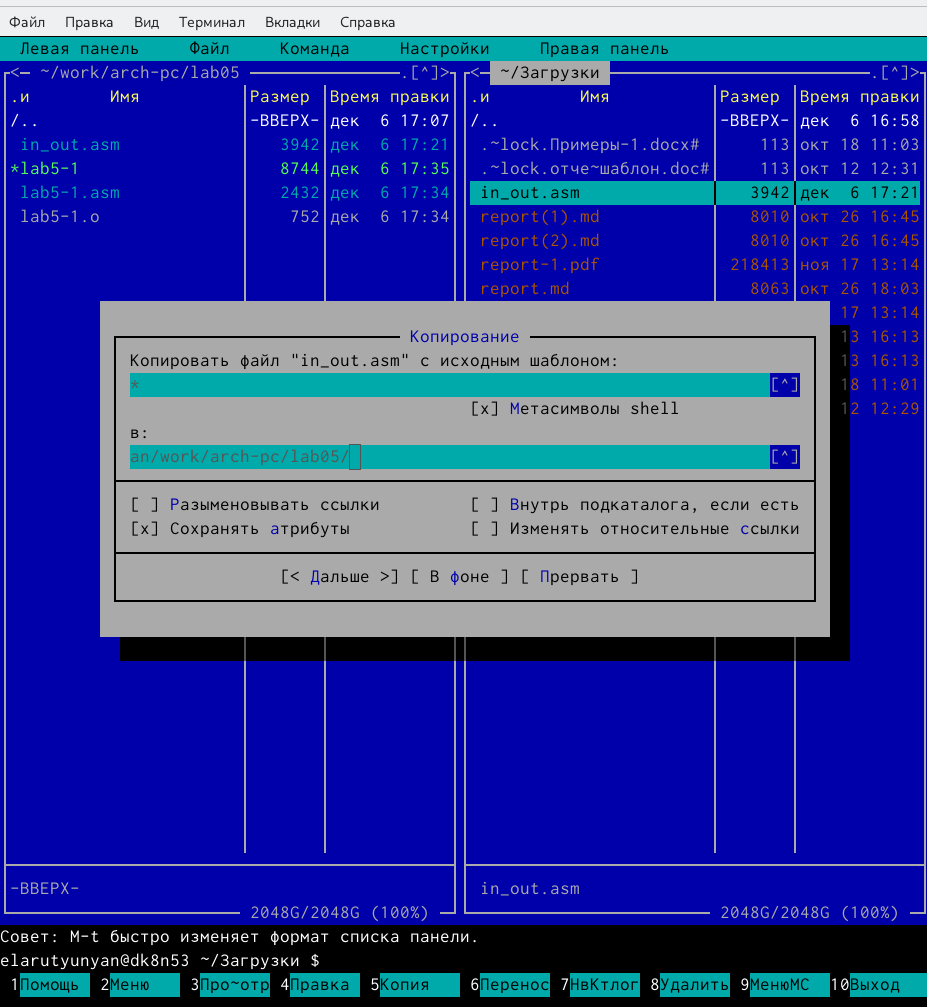 Файл Правка Вид Терминал Вкладки Справка
Левая панель Файл Команда Настройки Правая панель
<─ ~/work/arch-pc/lab05 ─.[^]>
.и Имя Размер Время правки
/.. -ВВЕРХ- дек 6 17:07
in_out.asm 3942 дек 6 17:21
*lab5-1 8744 дек 6 17:35
lab5-1.asm 2432 дек 6 17:34
lab5-1.o 752 дек 6 17:34
-ВВЕРХ-
2048G/2048G (100%)
<─ ~/Загрузки ─.[^]>
.и Имя Размер Время правки
/.. -ВВЕРХ- дек 6 16:58
.~lock.Примеры-1.docx# 113 окт 18 11:03
.~lock.отче~шаблон.doc# 113 окт 12 12:31
in_out.asm 3942 дек 6 17:21
report(1).md 8010 окт 26 16:45
report(2).md 8010 окт 26 16:45
report-1.pdf 218413 ноя 17 13:14
report.md 8063 окт 26 18:03
17 13:14
13 16:13
13 16:13
18 11:01
12 12:29
in_out.asm
2048G/2048G (100%)
Копирование
Копировать файл "in_out.asm" с исходным шаблоном:
* [^]
[x] Метасимволы shell
в:
an/work/arch-pc/lab05/ [^]
[ ] Разыменовывать ссылки [ ] Внутрь подкаталога, если есть
[x] Сохранять атрибуты [ ] Изменять относительные ссылки
[< Дальше >] [ В фоне ] [ Прервать ]
Совет: M-t быстро изменяет формат списка панели.
elarutyunyan@dk8n53 ~/Загрузки $
1Помощь 2Меню 3Про~отр 4Правка 5Копия 6Перенос 7НвКтлог 8Удалить 9МенюMC 10Выход